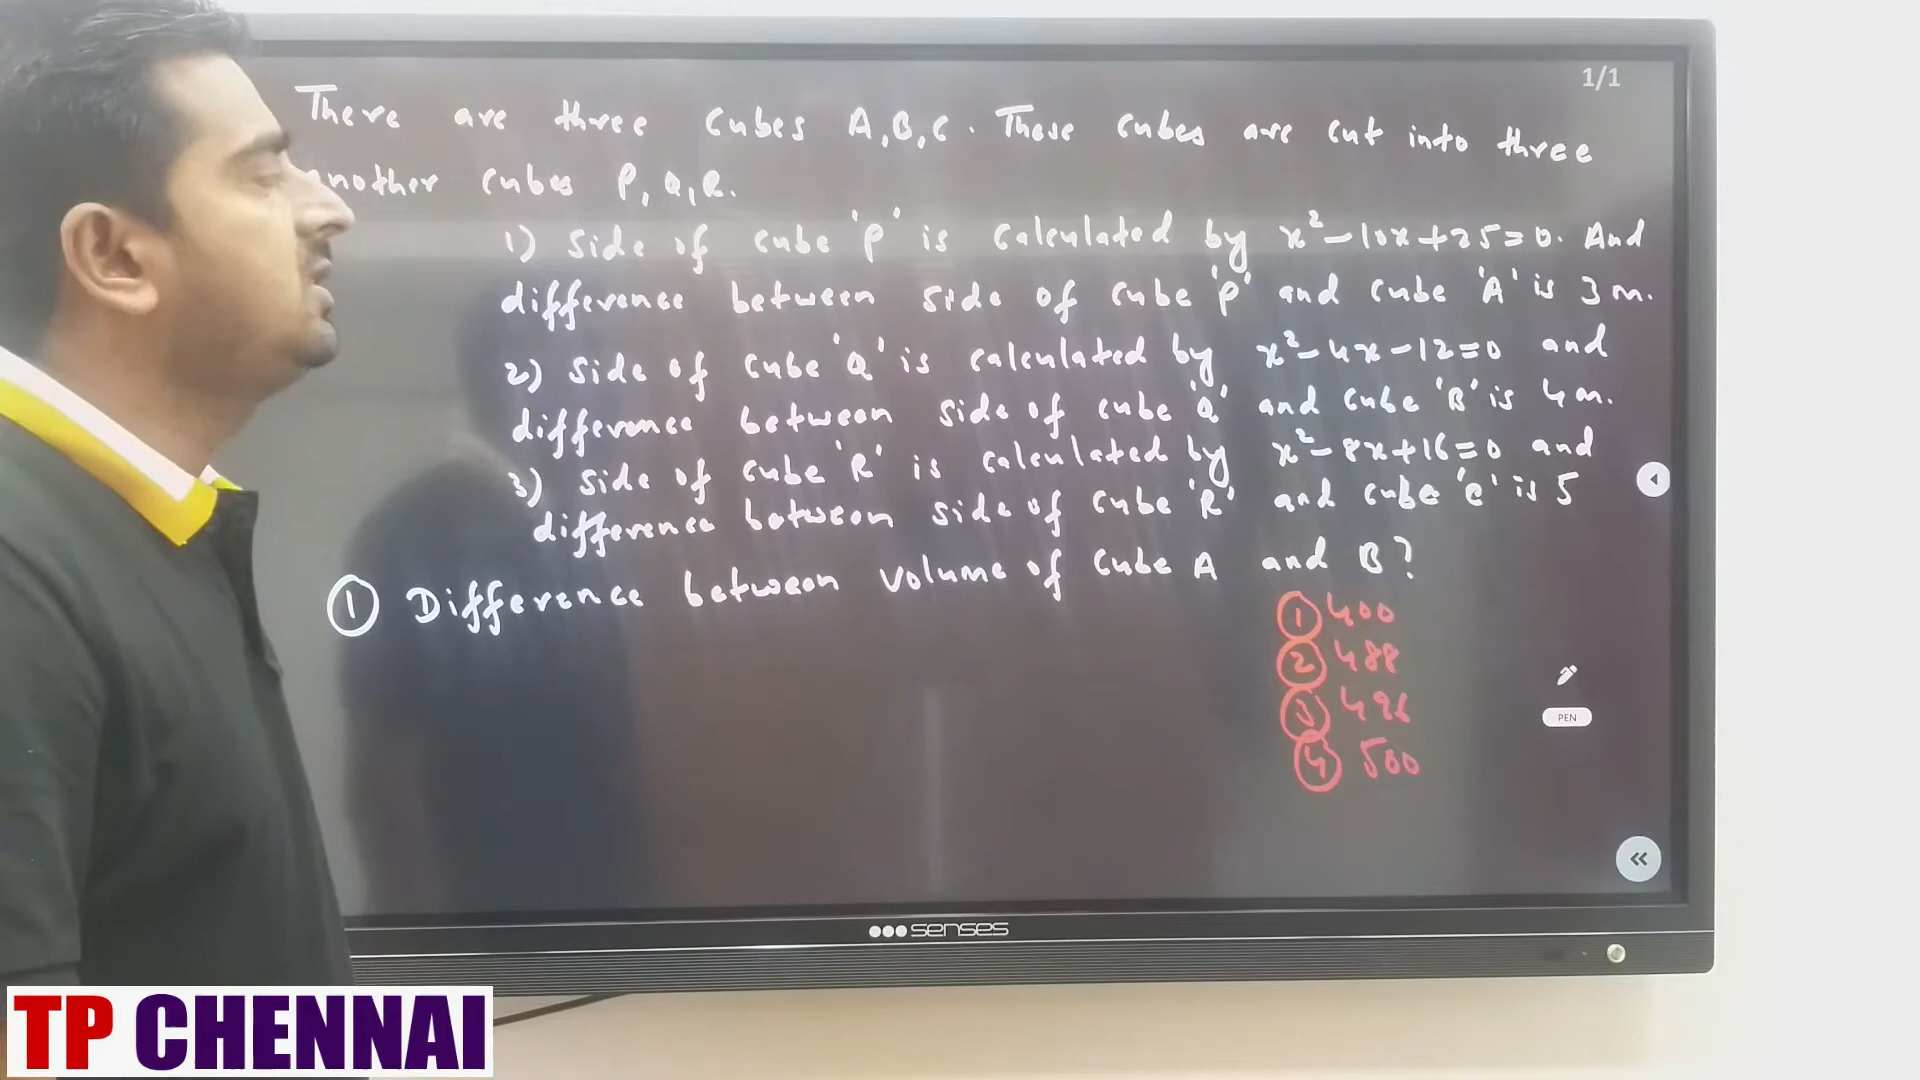 1/1
There are three cubes A,B,C. These cubes are cut into three
another cubes P,Q,R.
1) Side of cube 'P' is calculated by x²-10x+25=0. And
difference between side of cube 'P' and cube 'A' is 3m.
2) Side of cube 'Q' is calculated by x²-4x-12=0 and
difference between side of cube 'Q' and cube 'B' is 4m.
3) Side of cube 'R' is calculated by x²-8x+16=0 and
difference between side of cube 'R' and cube 'C' is 5
① Difference between volume of cube A and B?
① 400
② 488
③ 496
④ 500
PEN
senses
TP CHENNAI